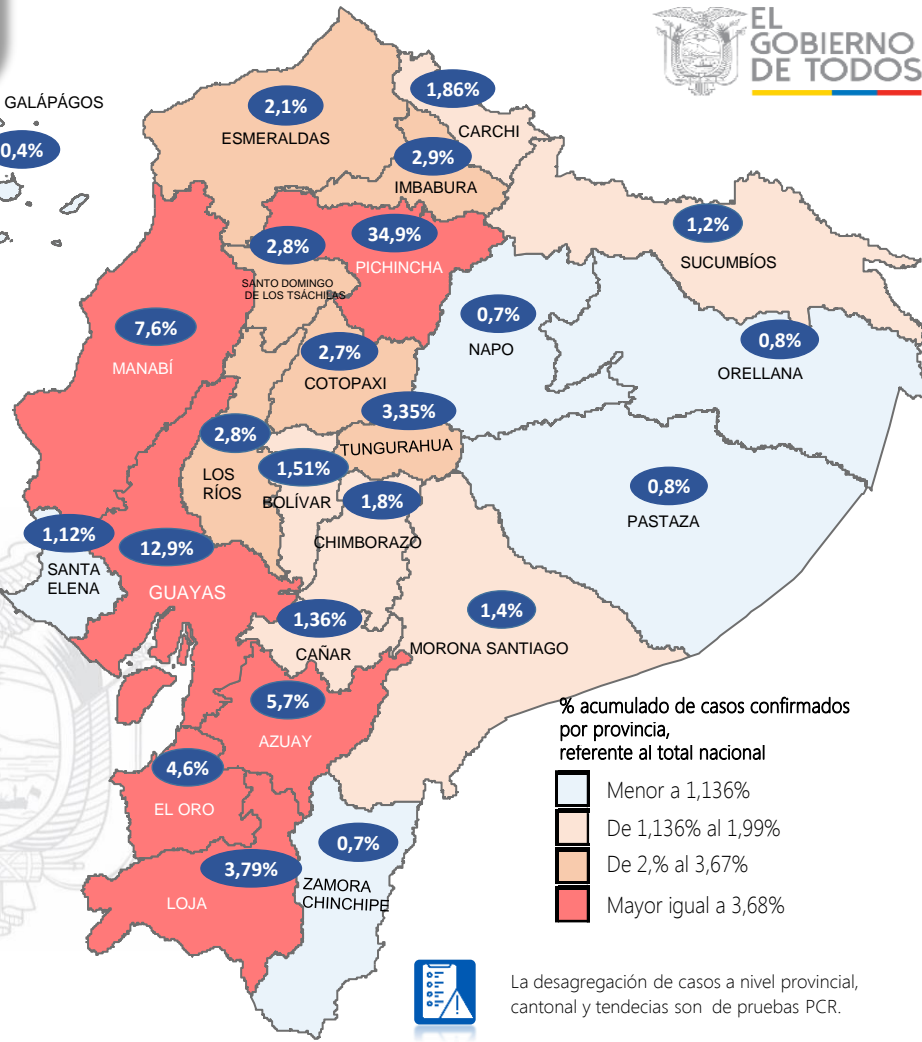 EL
GOBIERNO
DE TODOS
GALÁPÁGOS
0,4%
2,1%
ESMERALDAS
1,86%
CARCHI
2,9%
IMBABURA
34,9%
PICHINCHA
2,8%
SANTO DOMINGO
DE LOS TSÁCHILAS
1,2%
SUCUMBÍOS
7,6%
MANABÍ
0,7%
NAPO
0,8%
ORELLANA
2,7%
COTOPAXI
3,35%
TUNGURAHUA
2,8%
LOS
RÍOS
1,51%
BOLÍVAR
1,8%
CHIMBORAZO
0,8%
PASTAZA
1,12%
SANTA
ELENA
12,9%
GUAYAS
1,36%
CAÑAR
1,4%
MORONA SANTIAGO
5,7%
AZUAY
4,6%
EL ORO
3,79%
LOJA
0,7%
ZAMORA
CHINCHIPE
% acumulado de casos confirmados
por provincia,
referente al total nacional
Menor a 1,136%
De 1,136% al 1,99%
De 2,% al 3,67%
Mayor igual a 3,68%
La desagregación de casos a nivel provincial,
cantonal y tendecias son de pruebas PCR.